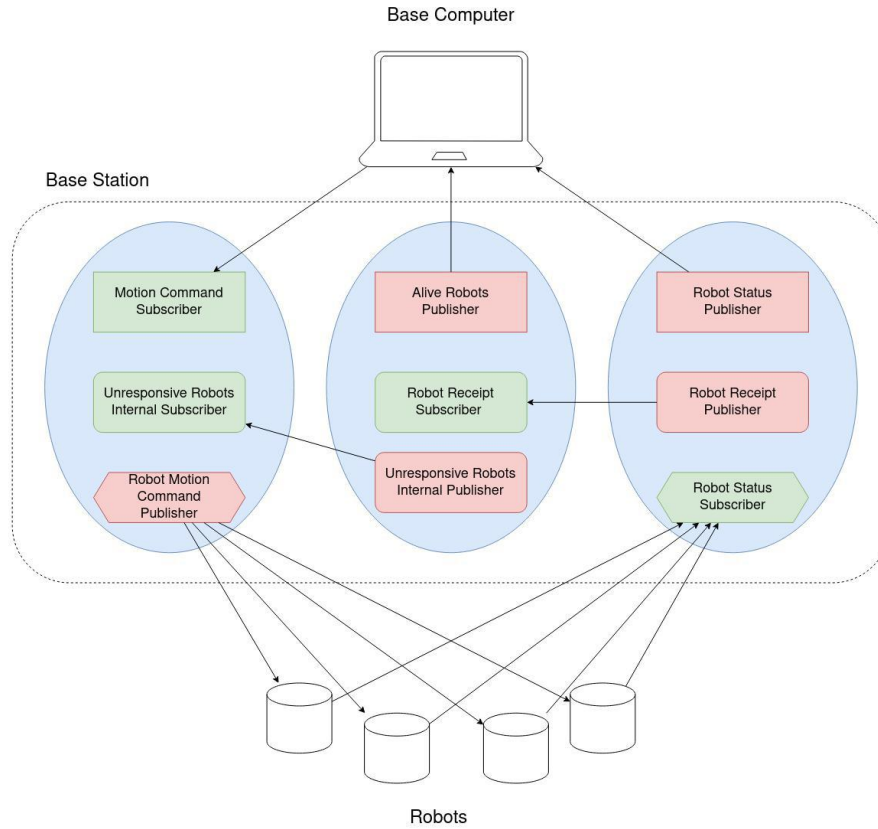 Base Computer
Base Station
Motion Command
Subscriber
Alive Robots
Publisher
Robot Status
Publisher
Unresponsive Robots
Internal Subscriber
Robot Receipt
Subscriber
Robot Receipt
Publisher
Unresponsive Robots
Internal Publisher
Robot Motion
Command
Publisher
Robot Status
Subscriber
Robots